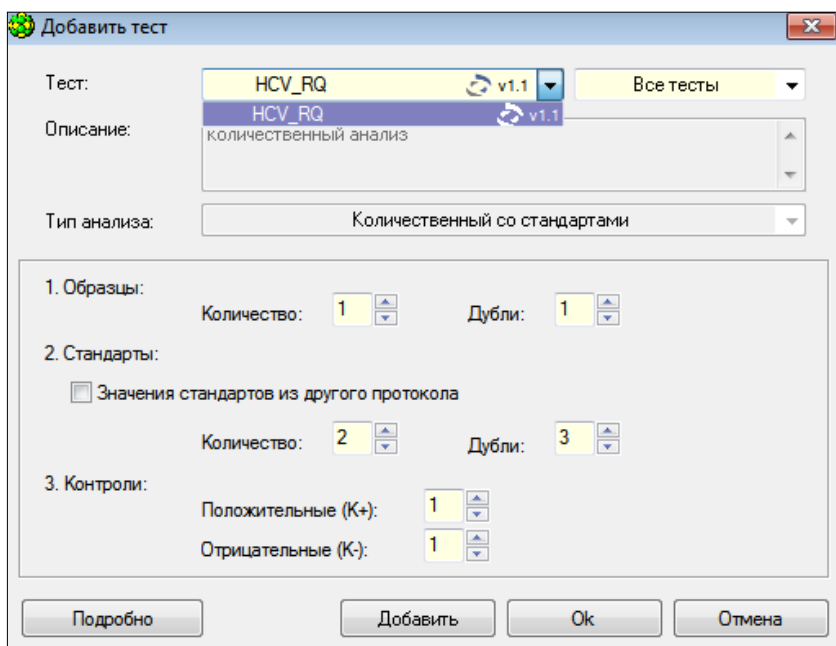 Добавить тест
Тест: HCV_RQ v1.1 Все тесты
HCV_RQ v1.1
Описание: количественный анализ
Тип анализа: Количественный со стандартами
1. Образцы:
Количество: 1 Дубли: 1
2. Стандарты:
Значения стандартов из другого протокола
Количество: 2 Дубли: 3
3. Контроли:
Положительные (К+): 1
Отрицательные (К-): 1
Подробно Добавить Ok Отмена